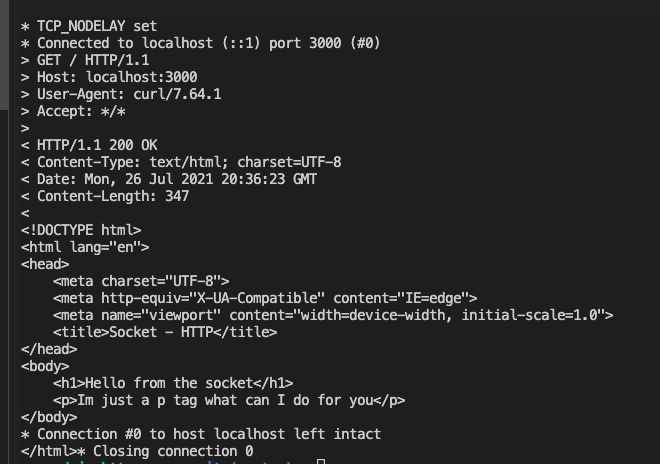 * TCP_NODELAY set
* Connected to localhost (::1) port 3000 (#0)
> GET / HTTP/1.1
> Host: localhost:3000
> User-Agent: curl/7.64.1
> Accept: */*
>
< HTTP/1.1 200 OK
< Content-Type: text/html; charset=UTF-8
< Date: Mon, 26 Jul 2021 20:36:23 GMT
< Content-Length: 347
<
<!DOCTYPE html>
<html lang="en">
<head>
    <meta charset="UTF-8">
    <meta http-equiv="X-UA-Compatible" content="IE=edge">
    <meta name="viewport" content="width=device-width, initial-scale=1.0">
    <title>Socket - HTTP</title>
</head>
<body>
    <h1>Hello from the socket</h1>
    <p>Im just a p tag what can I do for you</p>
</body>
* Connection #0 to host localhost left intact
</html>* Closing connection 0